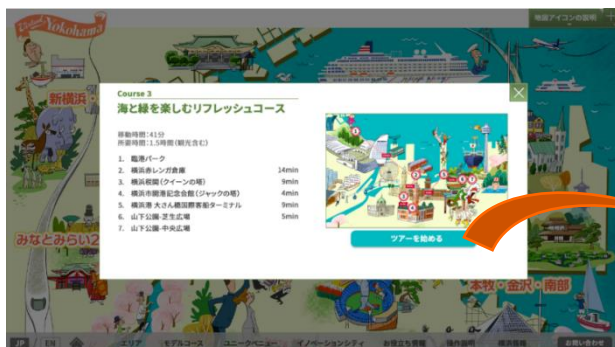 Yokohama
地図アイコンの説明
新横浜
Course 3
海と緑を楽しむリフレッシュコース
移動時間:41分
所要時間:1.5時間(観光含む)
1. 臨港パーク
2. 横浜赤レンガ倉庫 14min
3. 横浜税関(クイーンの塔) 9min
4. 横浜市開港記念会館(ジャックの塔) 4min
5. 横浜港 大さん橋国際客船ターミナル 9min
6. 山下公園-芝生広場 5min
7. 山下公園-中央広場
ツアーを始める
みなとみらい2
本牧・金沢・南部
JP / EN
エリア
モデルコース
ユニークベニュー
イノベーションシティ
お役立ち情報
操作説明
横浜情報
お問い合わせ